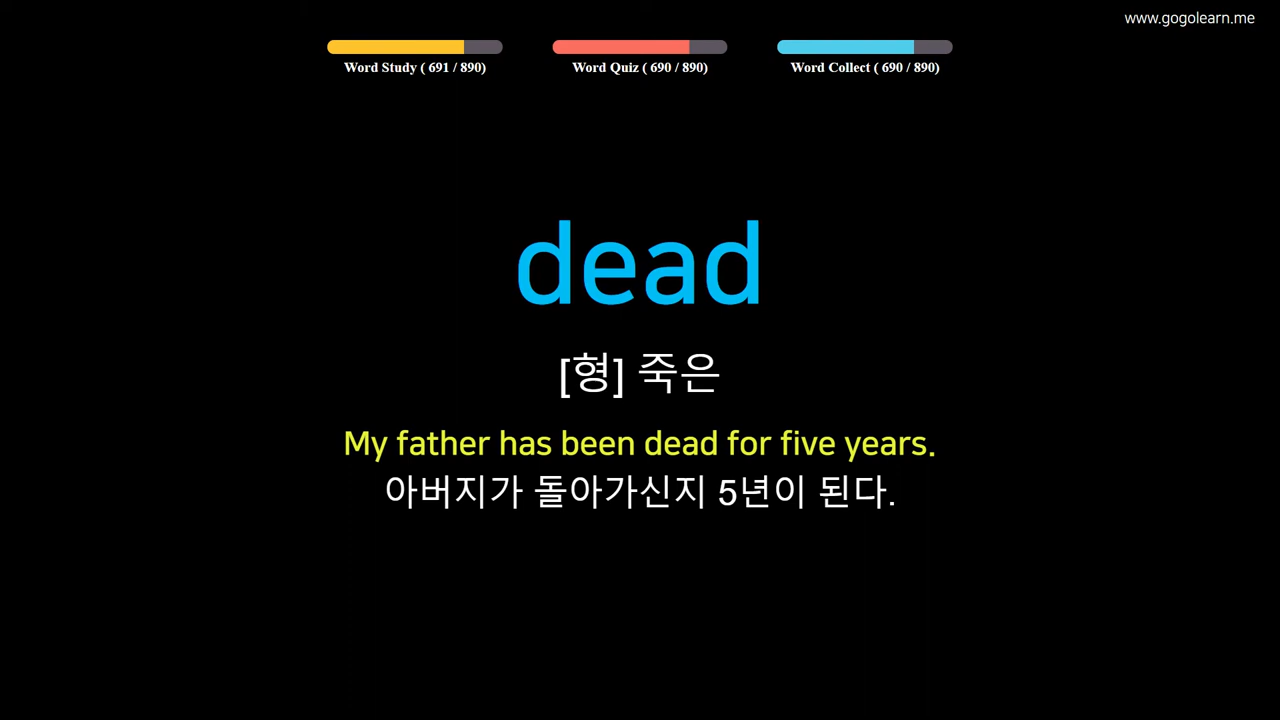 www.gogolearn.me
Word Study ( 691 / 890)
Word Quiz ( 690 / 890)
Word Collect ( 690 / 890)
dead
[형] 죽은
My father has been dead for five years.
아버지가 돌아가신지 5년이 된다.